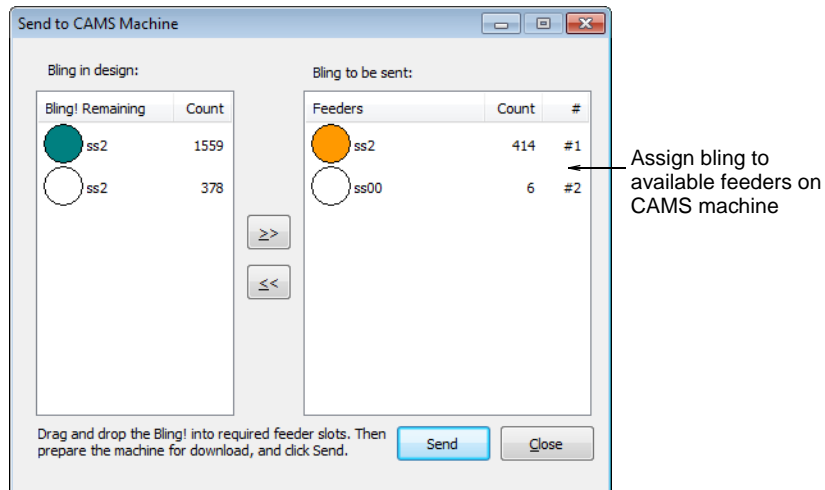 Send to CAMS Machine
Bling in design:
Bling to be sent:
Bling! Remaining Count
Feeders Count #
ss2 1559
ss2 378
ss2 414 #1
ss00 6 #2
>>
<<
Assign bling to
available feeders on
CAMS machine
Drag and drop the Bling! into required feeder slots. Then
prepare the machine for download, and click Send.
Send
Close